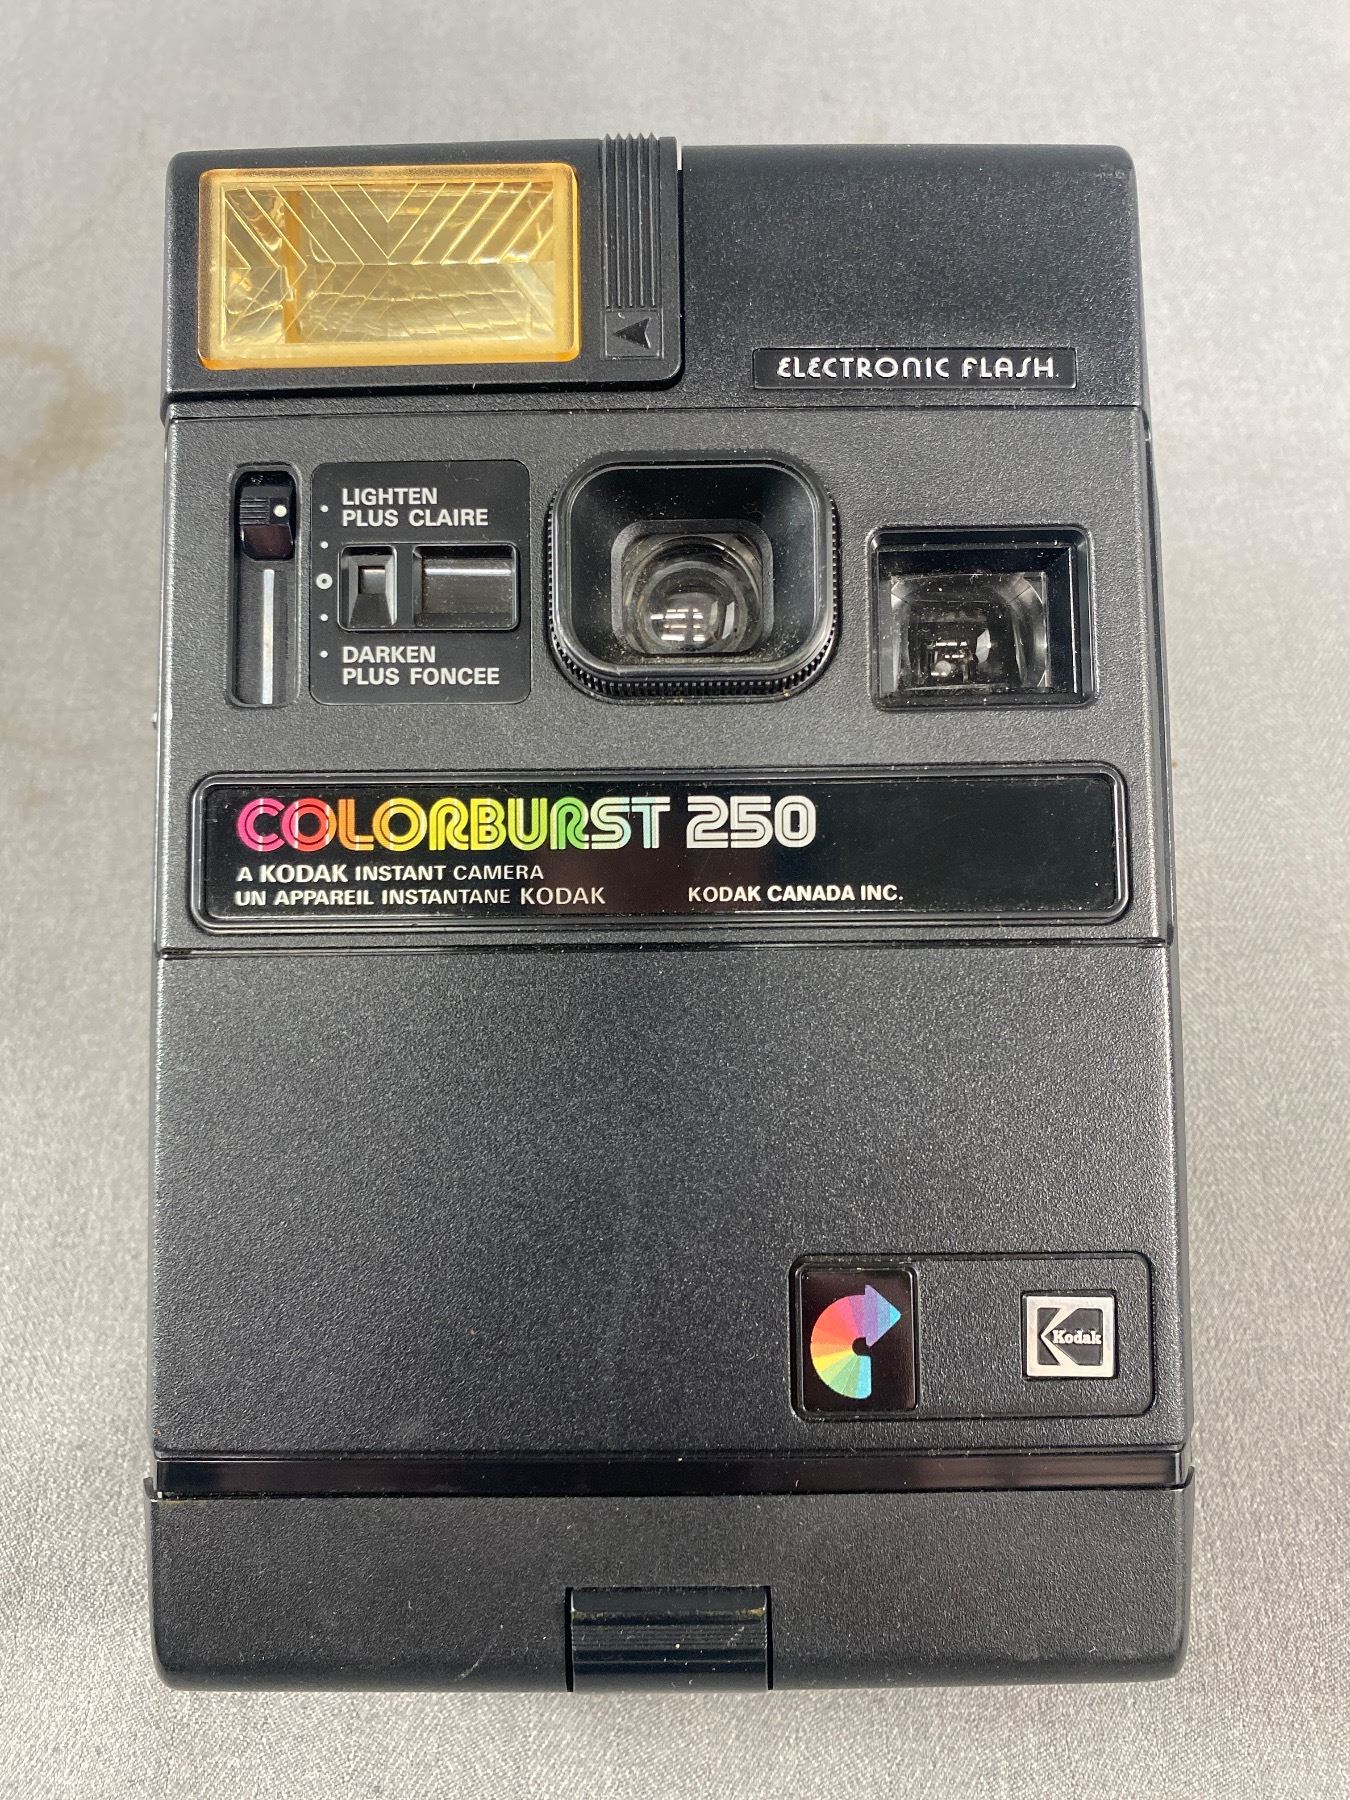 ELECTRONIC FLASH
LIGHTEN
PLUS CLAIRE
DARKEN
PLUS FONCEE
COLORBURST 250
A KODAK INSTANT CAMERA
UN APPAREIL INSTANTANE KODAK KODAK CANADA INC.
Kodak